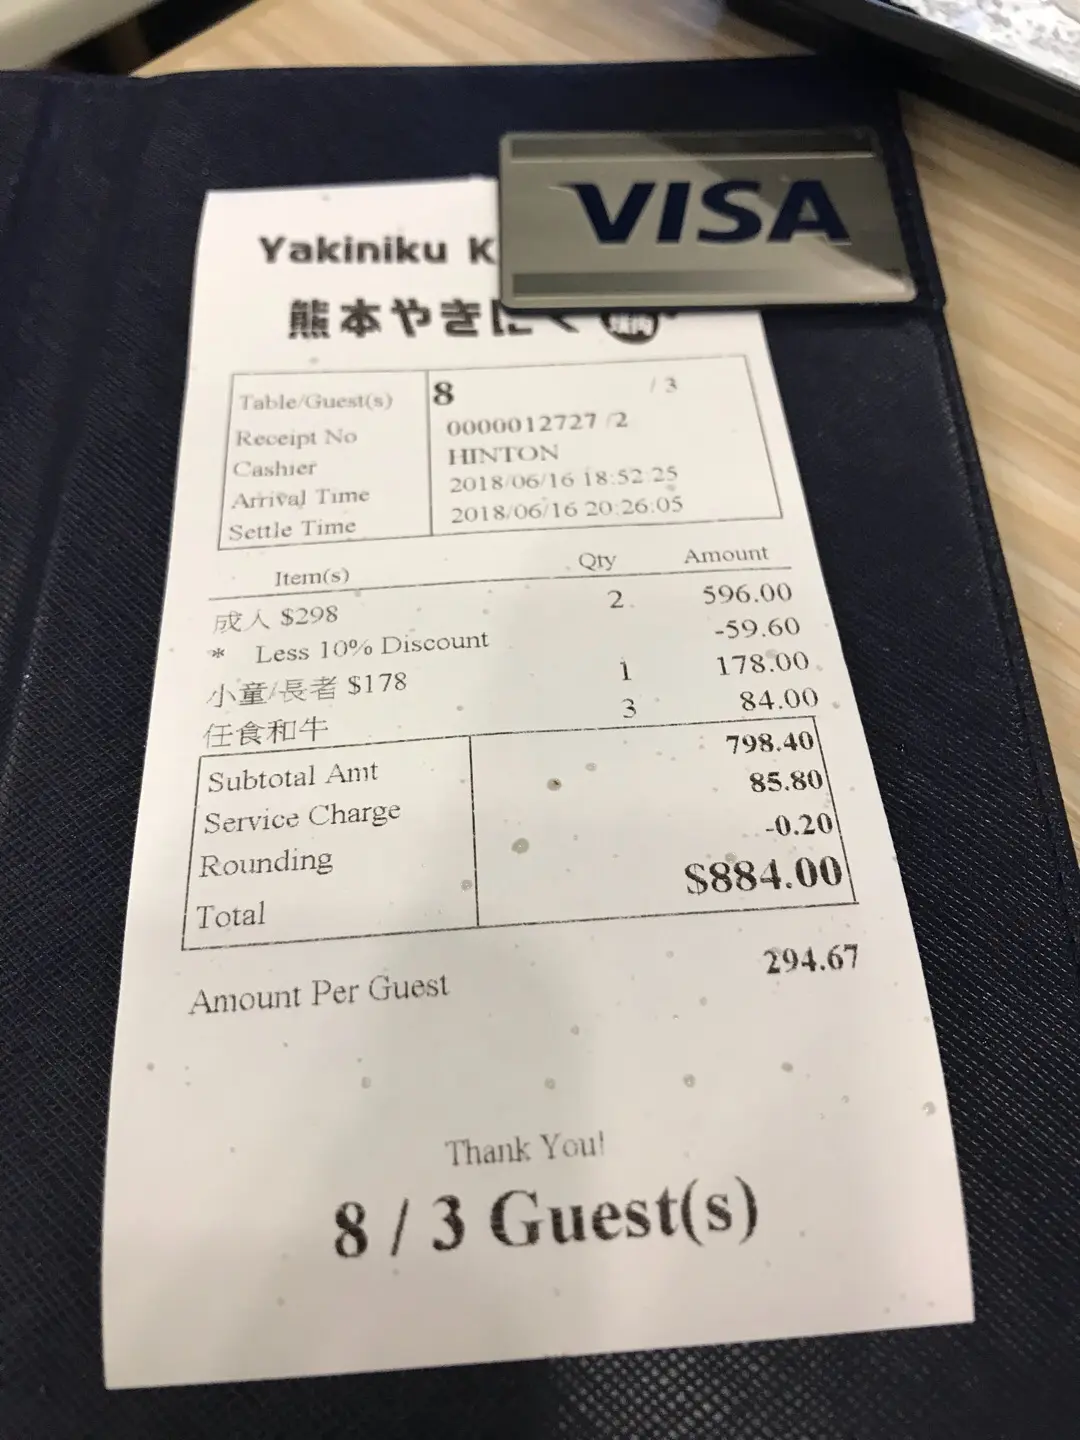 VISA
Yakiniku K
熊本やきにく
Table/Guest(s) 8 / 3
Receipt No 0000012727 /2
Cashier HINTON
Arrival Time 2018/06/16 18:52:25
Settle Time 2018/06/16 20:26:05
Item(s) Qty Amount
成人 $298 2 596.00
* Less 10% Discount -59.60
小童/長者 $178 1 178.00
任食和牛 3 84.00
Subtotal Amt 798.40
Service Charge 85.80
Rounding -0.20
Total $884.00
Amount Per Guest 294.67
Thank You!
8 / 3 Guest(s)